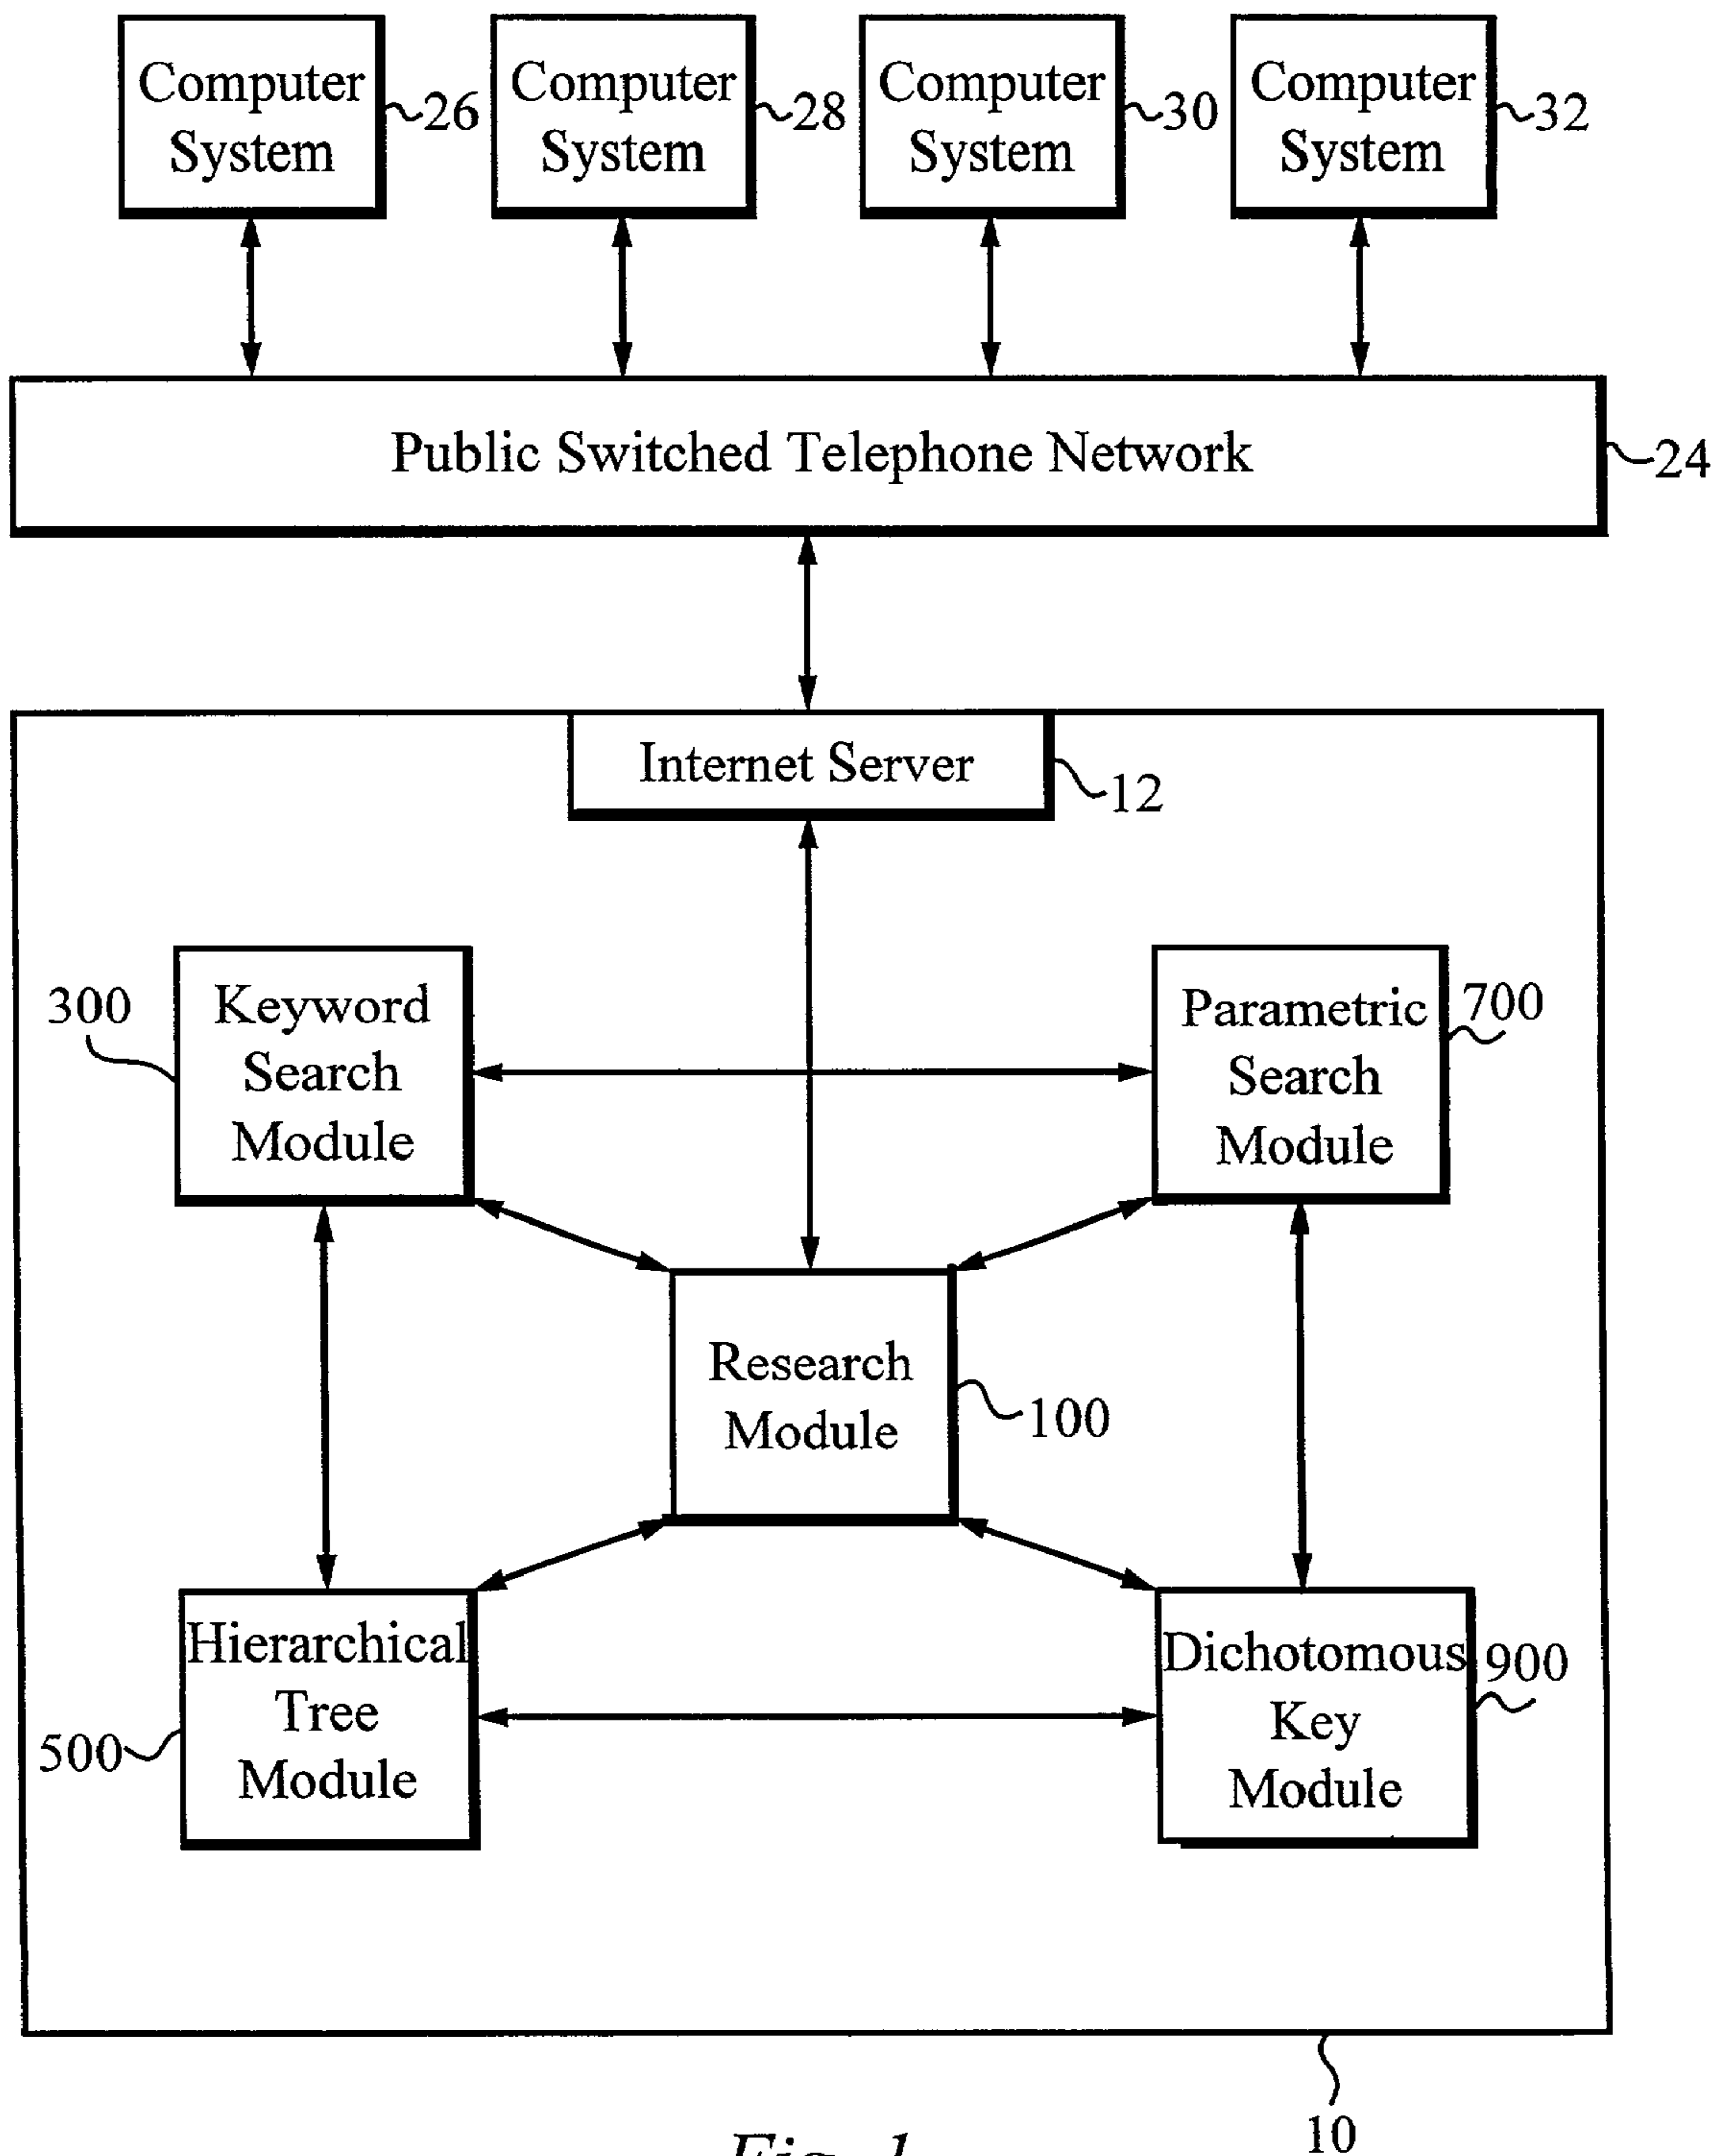 Computer
System
26
Computer
System
28
Computer
System
30
Computer
System
32
Public Switched Telephone Network
24
Internet Server
12
300
Keyword
Search
Module
Parametric
Search
Module
700
Research
Module
100
Hierarchical
Tree
Module
500
Dichotomous
Key
Module
900
10
Fig. 1